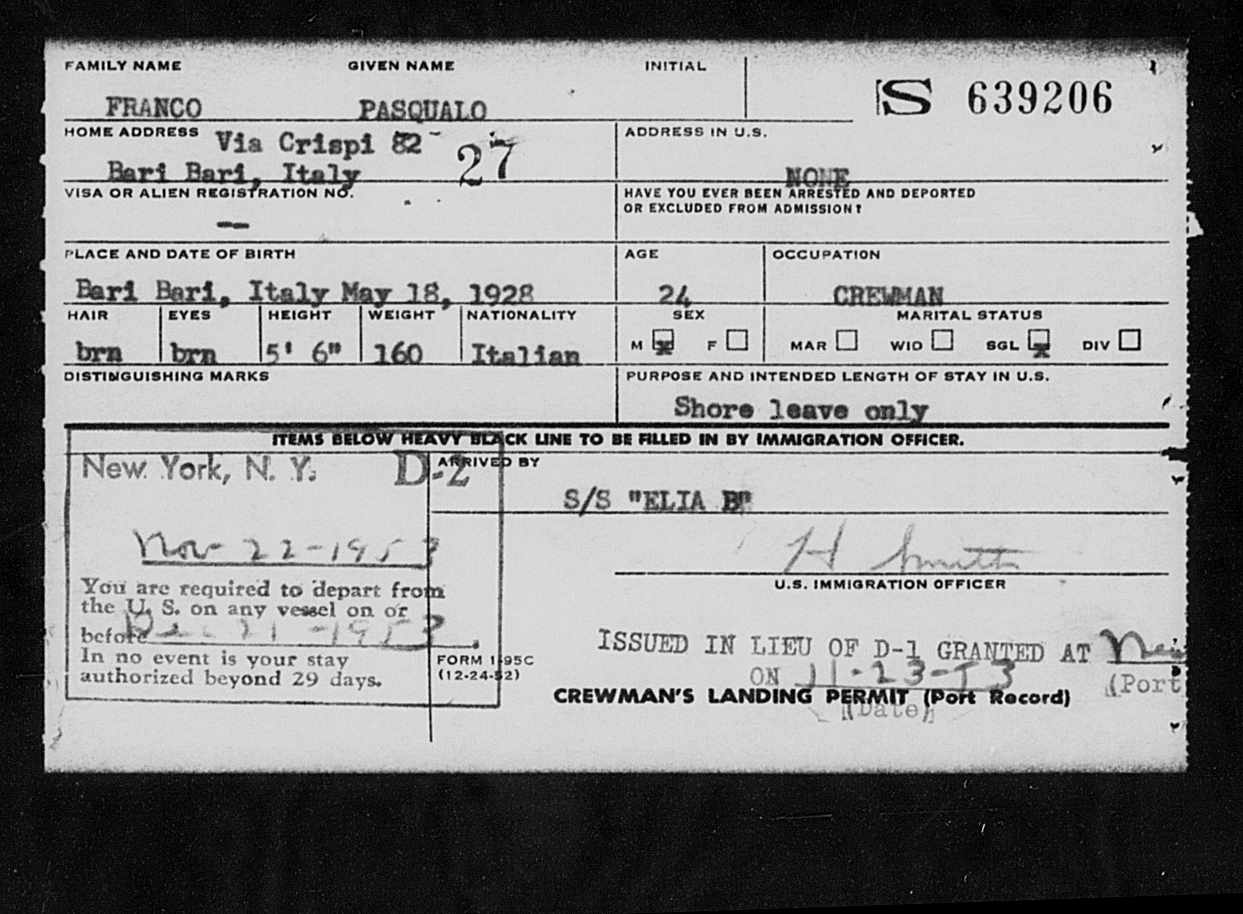 FAMILY NAME GIVEN NAME INITIAL
S 639206
FRANCO PASQUALO
HOME ADDRESS Via Crispi 82
Bari Bari, Italy
27
ADDRESS IN U.S.
NONE
VISA OR ALIEN REGISTRATION NO.
—
HAVE YOU EVER BEEN ARRESTED AND DEPORTED
OR EXCLUDED FROM ADMISSION?
PLACE AND DATE OF BIRTH AGE OCCUPATION
Bari Bari, Italy May 18, 1928 24 CREWMAN
HAIR EYES HEIGHT WEIGHT NATIONALITY SEX MARITAL STATUS
brn brn 5' 6" 160 Italian M x F MAR WID SGL x DIV
DISTINGUISHING MARKS PURPOSE AND INTENDED LENGTH OF STAY IN U.S.
Shore leave only
ITEMS BELOW HEAVY BLACK LINE TO BE FILLED IN BY IMMIGRATION OFFICER.
New York, N. Y. D-2
ARRIVED BY
S/S "ELIA B"
Nov 22-1953
H Smith
U.S. IMMIGRATION OFFICER
You are required to depart from
the U. S. on any vessel on or
before Dec 21-1953.
In no event is your stay
authorized beyond 29 days.
FORM I-95C
(12-24-52)
ISSUED IN LIEU OF D-1 GRANTED AT
ON 11-23-53 (Port
CREWMAN'S LANDING PERMIT (Port Record)
(Date)